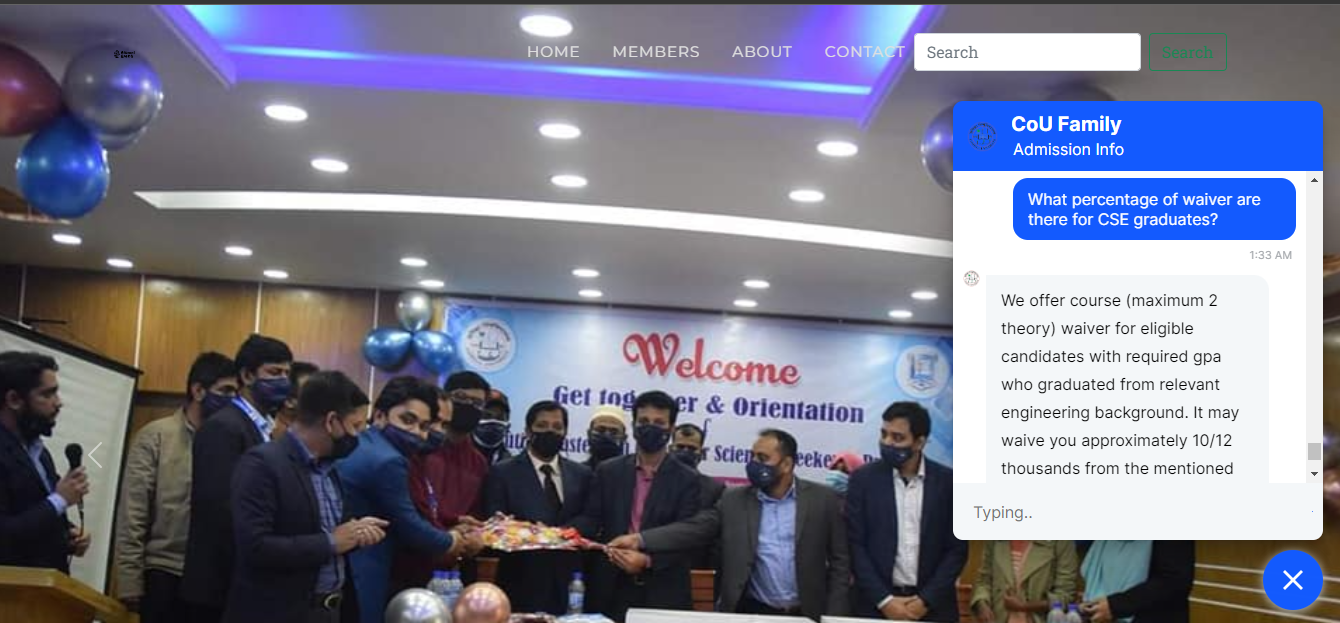 HOME MEMBERS ABOUT CONTACT Search Search
CoU Family
Admission Info
What percentage of waiver are
there for CSE graduates?
1:33 AM
We offer course (maximum 2
theory) waiver for eligible
candidates with required gpa
who graduated from relevant
engineering background. It may
waive you approximately 10/12
thousands from the mentioned
Typing..
Welcome
Get & Orientation